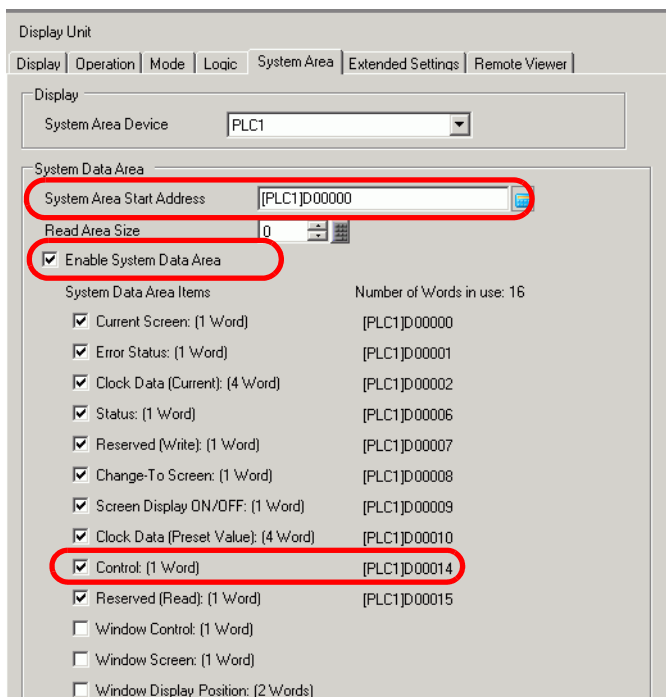 Display Unit
Display Operation Mode Logic System Area Extended Settings Remote Viewer
Display
System Area Device PLC1
System Data Area
System Area Start Address [PLC1]D00000
Read Area Size 0
Enable System Data Area
System Data Area Items Number of Words in use: 16
Current Screen: (1 Word) [PLC1]D00000
Error Status: (1 Word) [PLC1]D00001
Clock Data (Current): (4 Word) [PLC1]D00002
Status: (1 Word) [PLC1]D00006
Reserved (Write): (1 Word) [PLC1]D00007
Change-To Screen: (1 Word) [PLC1]D00008
Screen Display ON/OFF: (1 Word) [PLC1]D00009
Clock Data (Preset Value): (4 Word) [PLC1]D00010
Control: (1 Word) [PLC1]D00014
Reserved (Read): (1 Word) [PLC1]D00015
Window Control: (1 Word)
Window Screen: (1 Word)
Window Display Position: (2 Words)